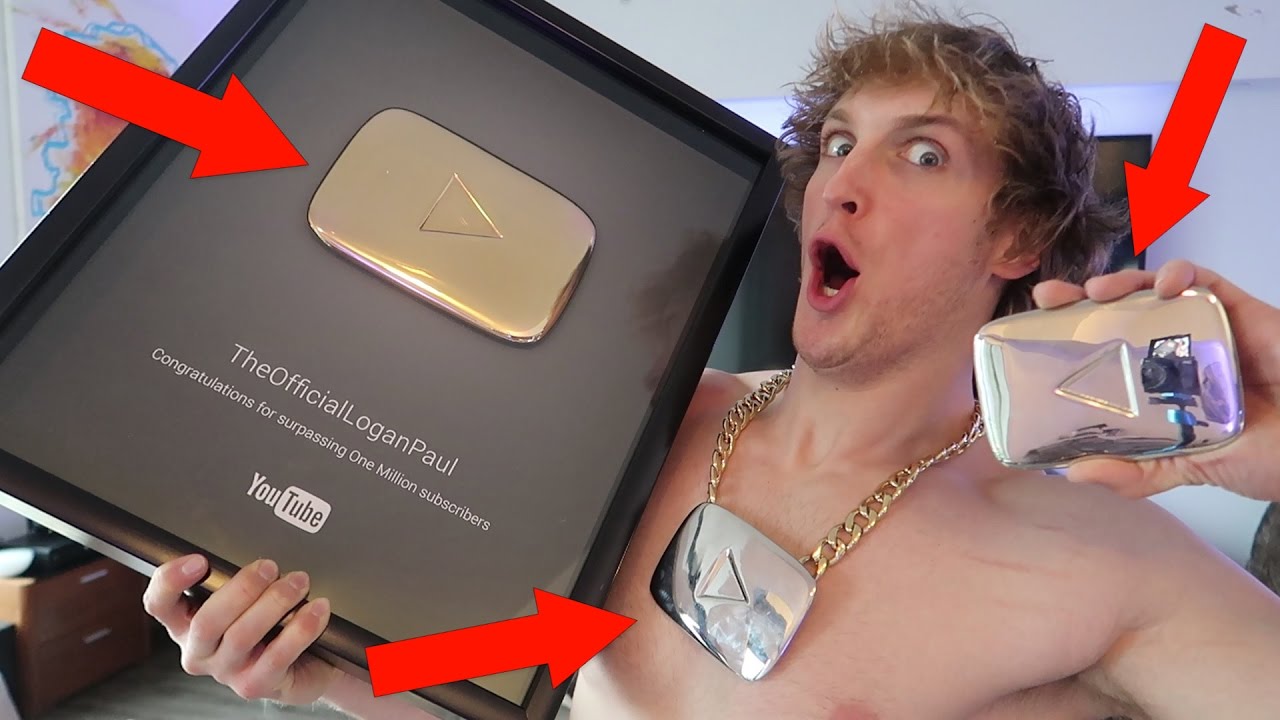 TheOfficialLoganPaul
Congratulations for surpassing One Million subscribers
YouTube